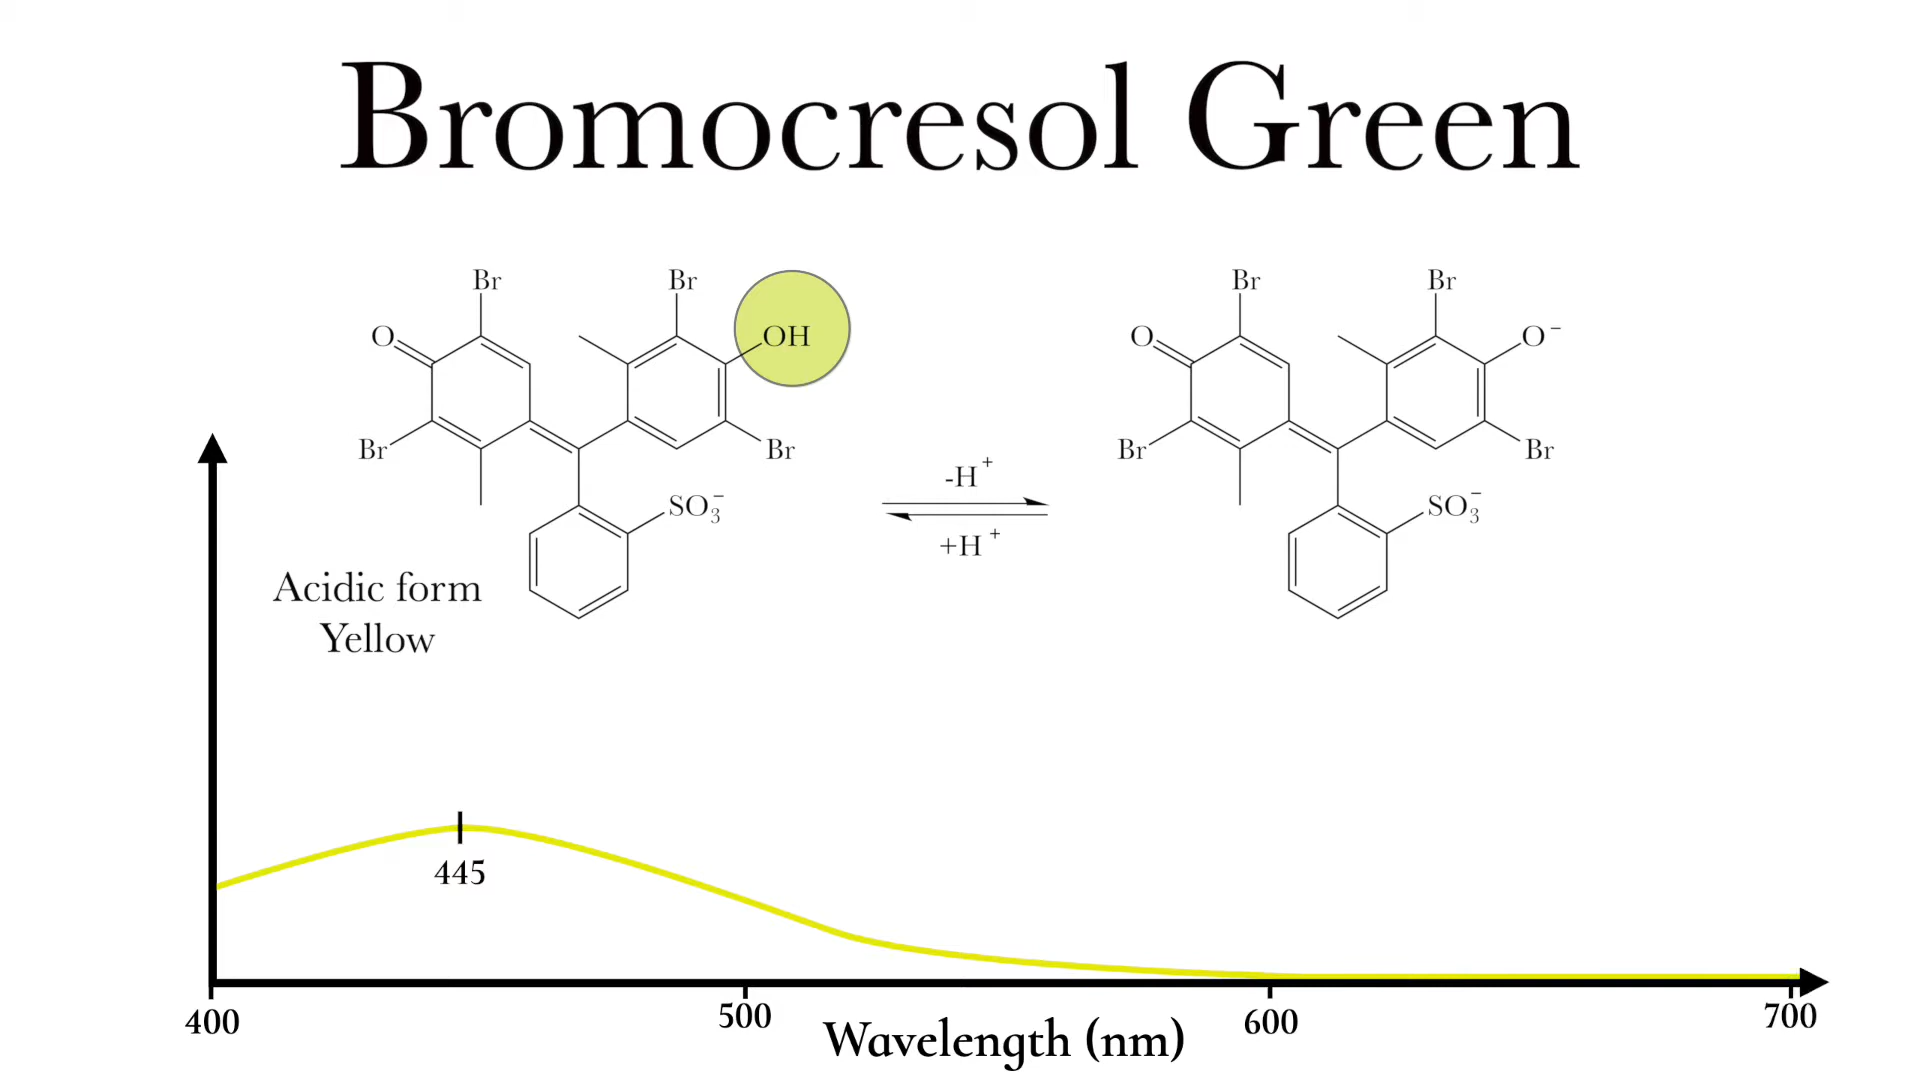 Bromocresol Green
Br
Br
O
OH
Br
Br
SO₃⁻
Acidic form
Yellow
-H⁺
+H⁺
Br
Br
O
O⁻
Br
Br
SO₃⁻
445
400
500
600
700
Wavelength (nm)